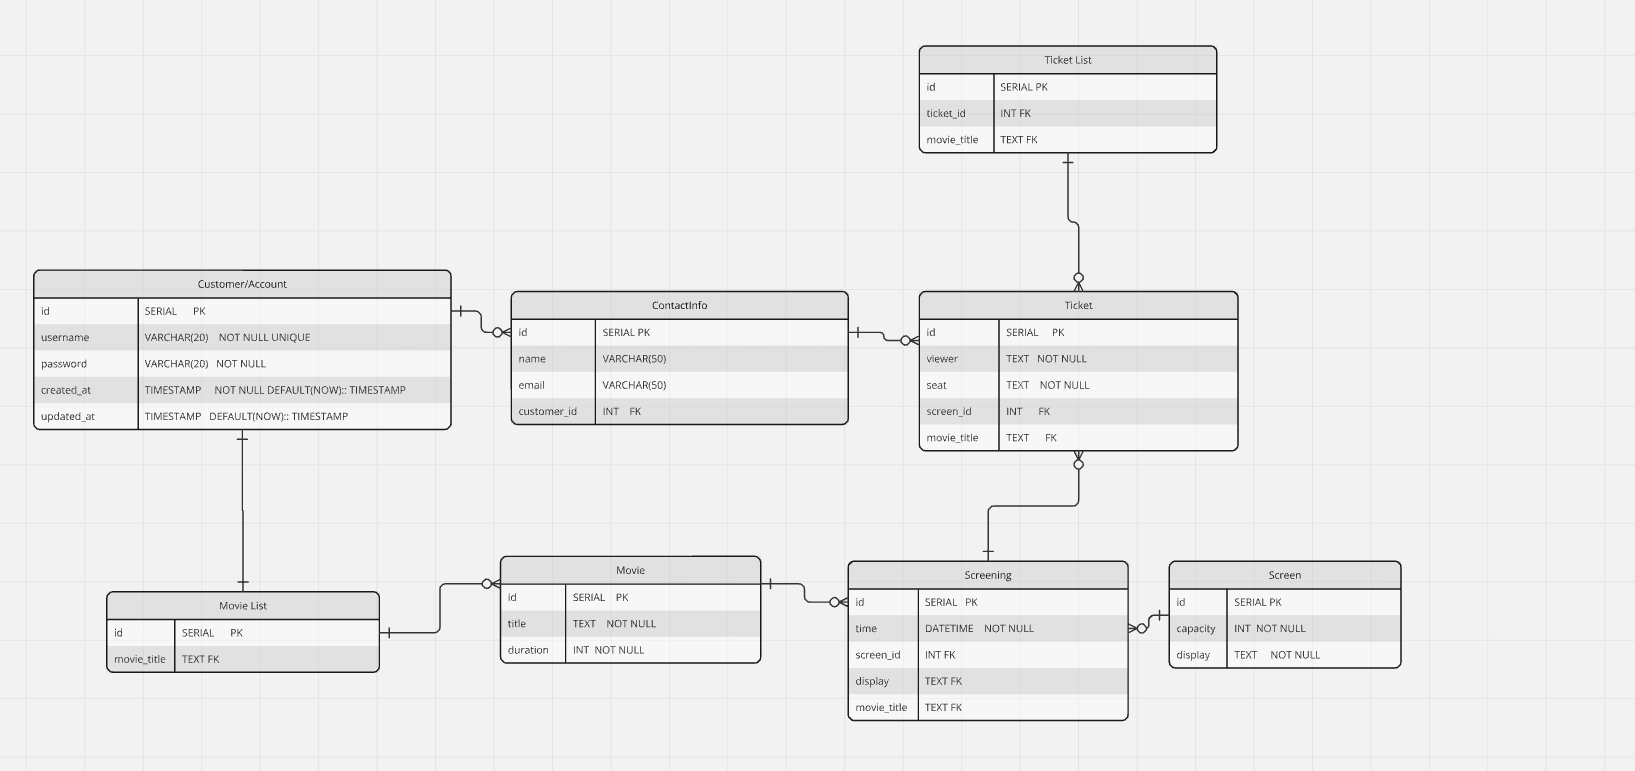 Ticket List
id SERIAL PK
ticket_id INT FK
movie_title TEXT FK
Customer/Account
id SERIAL PK
username VARCHAR(20) NOT NULL UNIQUE
password VARCHAR(20) NOT NULL
created_at TIMESTAMP NOT NULL DEFAULT(NOW):: TIMESTAMP
updated_at TIMESTAMP DEFAULT(NOW):: TIMESTAMP
ContactInfo
id SERIAL PK
name VARCHAR(50)
email VARCHAR(50)
customer_id INT FK
Ticket
id SERIAL PK
viewer TEXT NOT NULL
seat TEXT NOT NULL
screen_id INT FK
movie_title TEXT FK
Movie List
id SERIAL PK
movie_title TEXT FK
Movie
id SERIAL PK
title TEXT NOT NULL
duration INT NOT NULL
Screening
id SERIAL PK
time DATETIME NOT NULL
screen_id INT FK
display TEXT FK
movie_title TEXT FK
Screen
id SERIAL PK
capacity INT NOT NULL
display TEXT NOT NULL